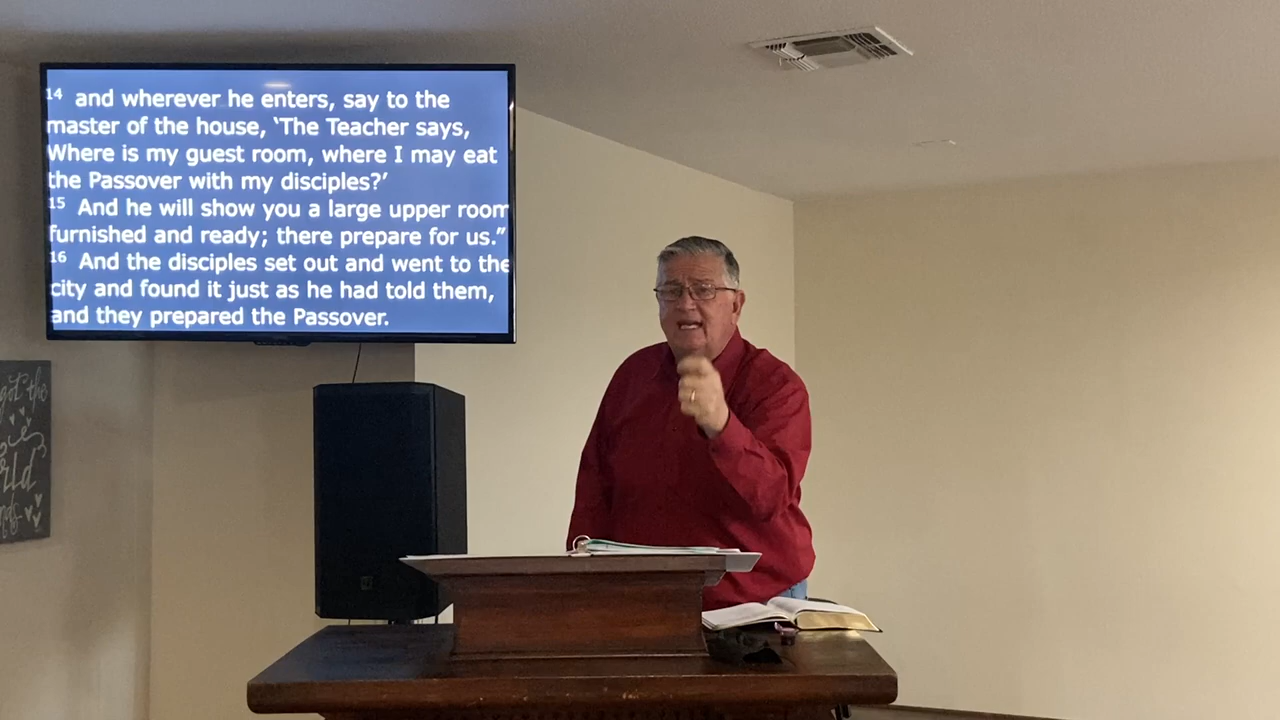 14 and wherever he enters, say to the
master of the house, ‘The Teacher says,
Where is my guest room, where I may eat
the Passover with my disciples?’
15 And he will show you a large upper room
furnished and ready; there prepare for us.”
16 And the disciples set out and went to the
city and found it just as he had told them,
and they prepared the Passover.
got the